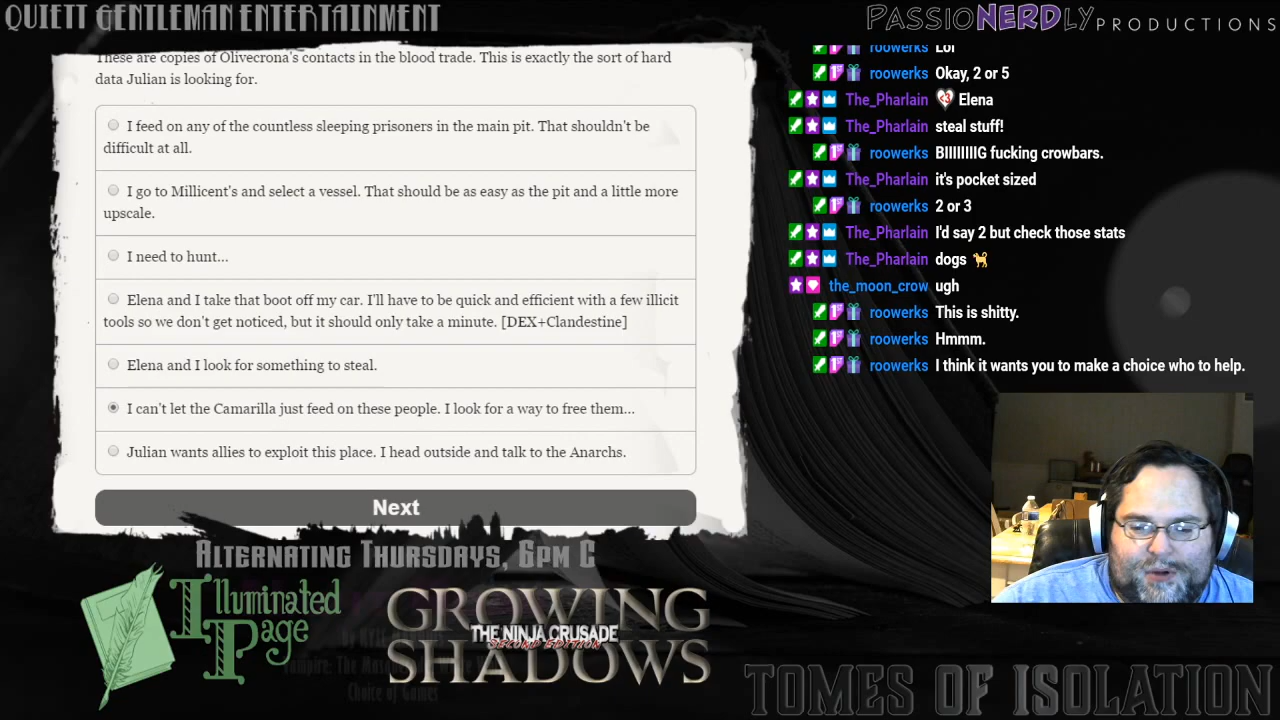 QUIETT GENTLEMAN ENTERTAINMENT
PASSIONERDLY PRODUCTIONS
These are copies of Olivecrona's contacts in the blood trade. This is exactly the sort of hard
data Julian is looking for.
I feed on any of the countless sleeping prisoners in the main pit. That shouldn't be
difficult at all.
I go to Millicent's and select a vessel. That should be as easy as the pit and a little more
upscale.
I need to hunt...
Elena and I take that boot off my car. I'll have to be quick and efficient with a few illicit
tools so we don't get noticed, but it should only take a minute. [DEX+Clandestine]
Elena and I look for something to steal.
I can't let the Camarilla just feed on these people. I look for a way to free them...
Julian wants allies to exploit this place. I head outside and talk to the Anarchs.
Next
roowerks Lol
roowerks Okay, 2 or 5
The_Pharlain <3 Elena
The_Pharlain steal stuff!
roowerks BIIIIIIIIG fucking crowbars.
The_Pharlain it's pocket sized
roowerks 2 or 3
The_Pharlain I'd say 2 but check those stats
The_Pharlain dogs
the_moon_crow ugh
roowerks This is shitty.
roowerks Hmmm.
roowerks I think it wants you to make a choice who to help.
ALTERNATING THURSDAYS, 6PM C
Illuminated
Page
GROWING
THE NINJA CRUSADE
SECOND EDITION
SHADOWS
Vampire: The Mas
Choice of Games
TOMES OF ISOLATION